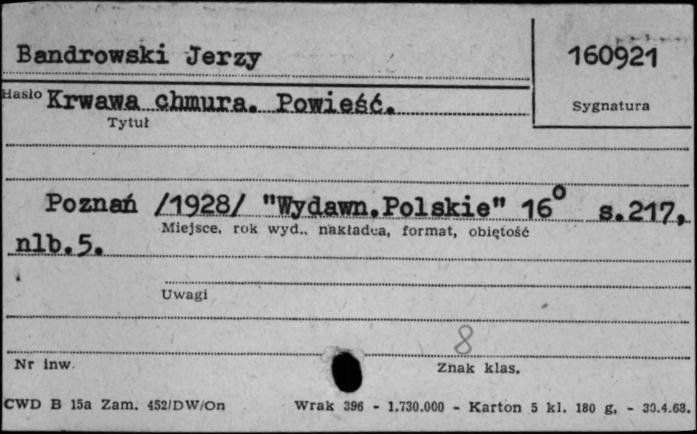 Bandrowski Jerzy
160921
Hasło
Sygnatura
Krwawa chmura. Powieść.
Tytuł
Poznań /1928/ "Wydawn.Polskie" 16° s.217,
Miejsce, rok wyd., nakładca, format, objętość
nlb.5.
Uwagi
8
Nr inw.
Znak klas.
CWD B 15a Zam. 452/DW/On Wrak 396 - 1.730.000 - Karton 5 kl. 180 g. - 30.4.63.